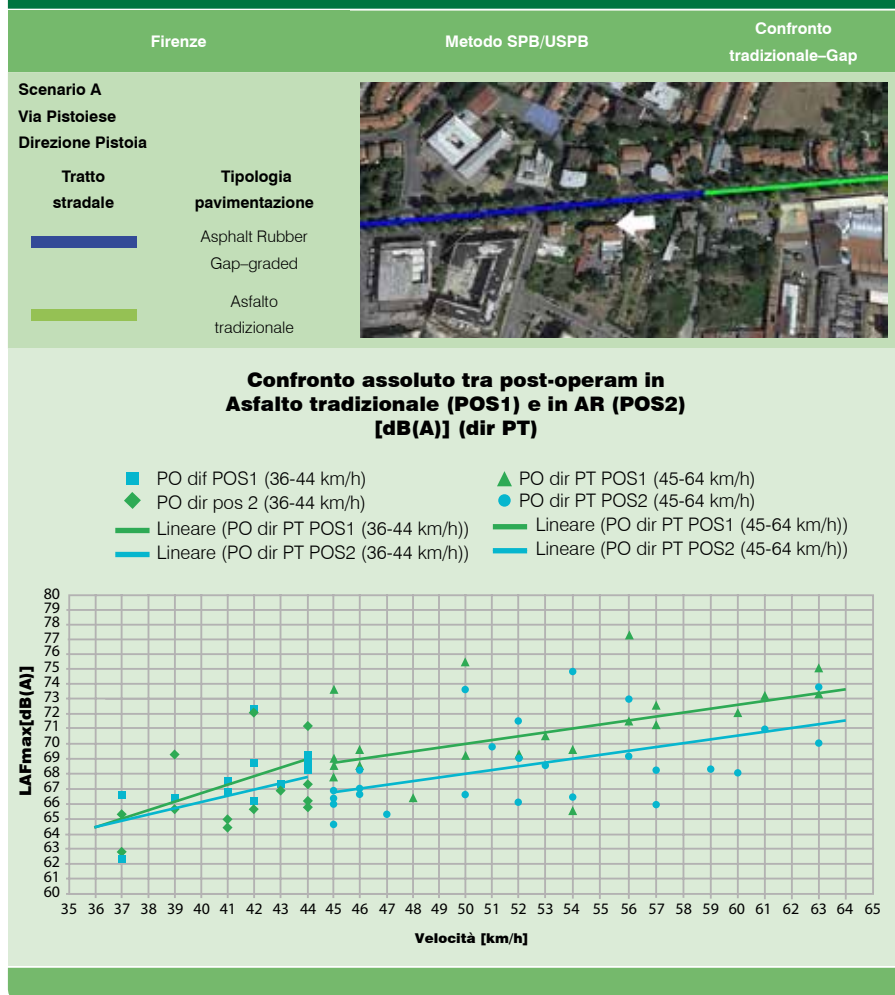 Firenze
Metodo SPB/USPB
Confronto
tradizionale–Gap
Scenario A
Via Pistoiese
Direzione Pistoia
Tratto
stradale
Tipologia
pavimentazione
Asphalt Rubber
Gap–graded
Asfalto
tradizionale
Confronto assoluto tra post-operam in
Asfalto tradizionale (POS1) e in AR (POS2)
[dB(A)] (dir PT)
PO dif POS1 (36-44 km/h)
PO dir PT POS1 (45-64 km/h)
PO dir pos 2 (36-44 km/h)
PO dir PT POS2 (45-64 km/h)
Lineare (PO dir PT POS1 (36-44 km/h))
Lineare (PO dir PT POS1 (45-64 km/h))
Lineare (PO dir PT POS2 (36-44 km/h))
Lineare (PO dir PT POS2 (45-64 km/h))
LAFmax[dB(A)]
80
79
78
77
76
75
74
73
72
71
70
69
68
67
66
65
64
63
62
61
60
35 36 37 38 39 40 41 42 43 44 45 46 47 48 49 50 51 52 53 54 55 56 57 58 59 60 61 62 63 64 65
Velocità [km/h]